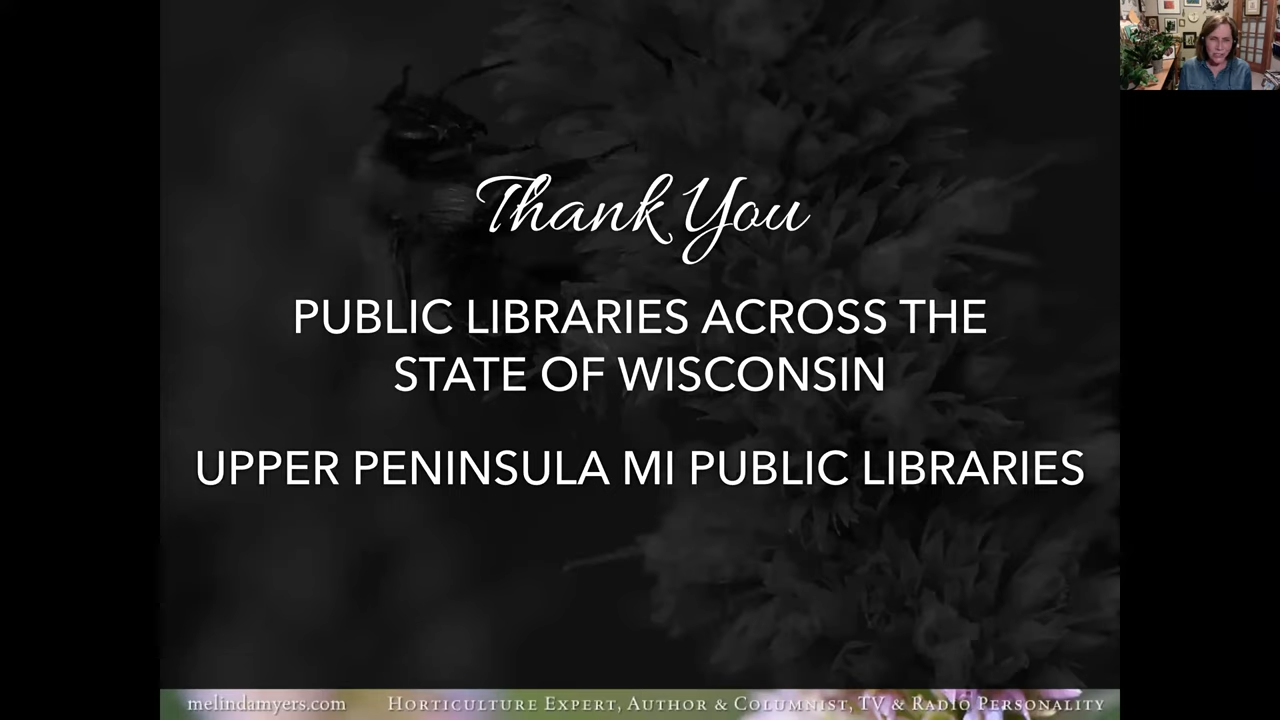 Thank You
PUBLIC LIBRARIES ACROSS THE
STATE OF WISCONSIN
UPPER PENINSULA MI PUBLIC LIBRARIES
melindamyers.com HORTICULTURE EXPERT, AUTHOR & COLUMNIST, TV & RADIO PERSONALITY